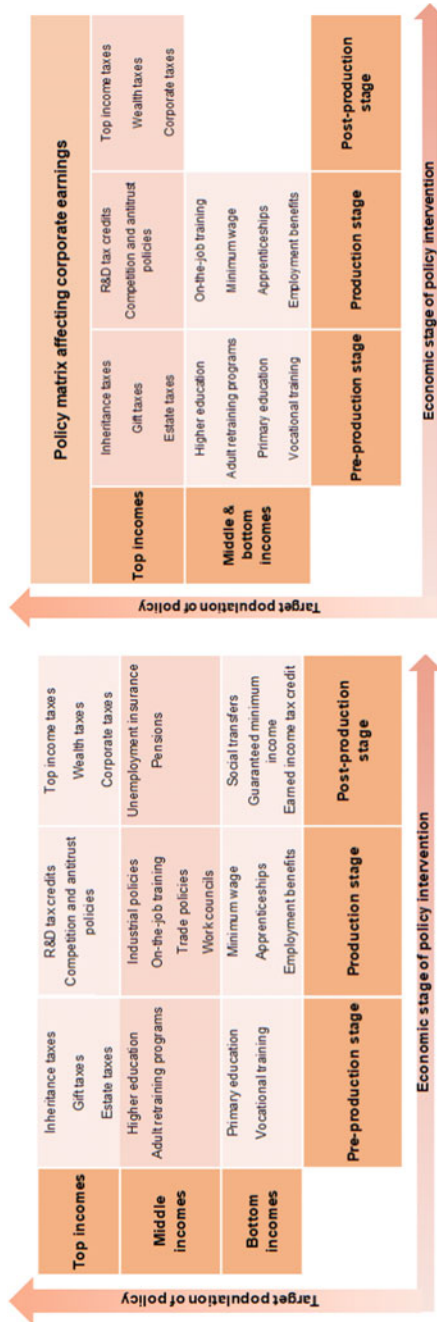 Target population of policy
Top incomes
Inheritance taxes
Gift taxes
Estate taxes
R&D tax credits
Competition and antitrust
policies
Top income taxes
Wealth taxes
Corporate taxes
Middle
incomes
Higher education
Adult retraining programs
Industrial policies
On-the-job training
Trade policies
Work councils
Unemployment insurance
Pensions
Bottom
incomes
Primary education
Vocational training
Minimum wage
Apprenticeships
Employment benefits
Social transfers
Guaranteed minimum
income
Earned income tax credit
Pre-production stage
Production stage
Post-production
stage
Economic stage of policy intervention
Policy matrix affecting corporate earnings
Target population of policy
Top incomes
Inheritance taxes
Gift taxes
Estate taxes
R&D tax credits
Competition and antitrust
policies
Top income taxes
Wealth taxes
Corporate taxes
Middle &
bottom
incomes
Higher education
Adult retraining programs
Primary education
Vocational training
On-the-job training
Minimum wage
Apprenticeships
Employment benefits
Pre-production stage
Production stage
Post-production
stage
Economic stage of policy intervention